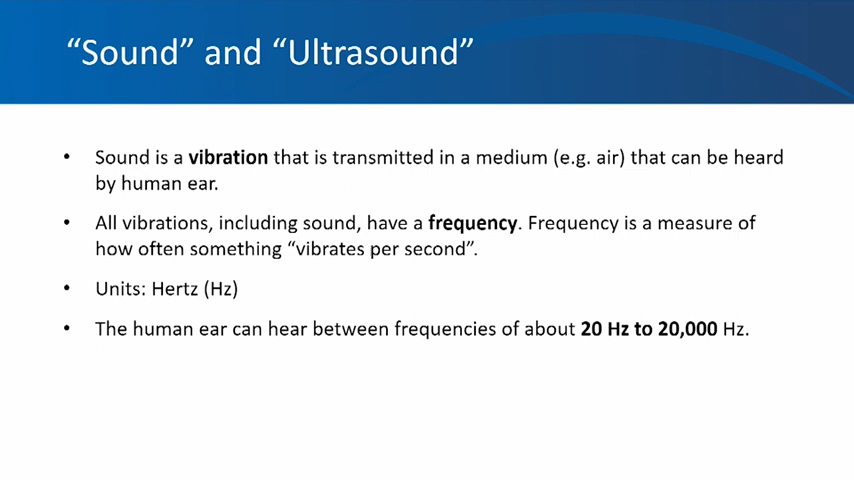 “Sound” and “Ultrasound”
• Sound is a vibration that is transmitted in a medium (e.g. air) that can be heard
by human ear.
• All vibrations, including sound, have a frequency. Frequency is a measure of
how often something “vibrates per second”.
• Units: Hertz (Hz)
• The human ear can hear between frequencies of about 20 Hz to 20,000 Hz.